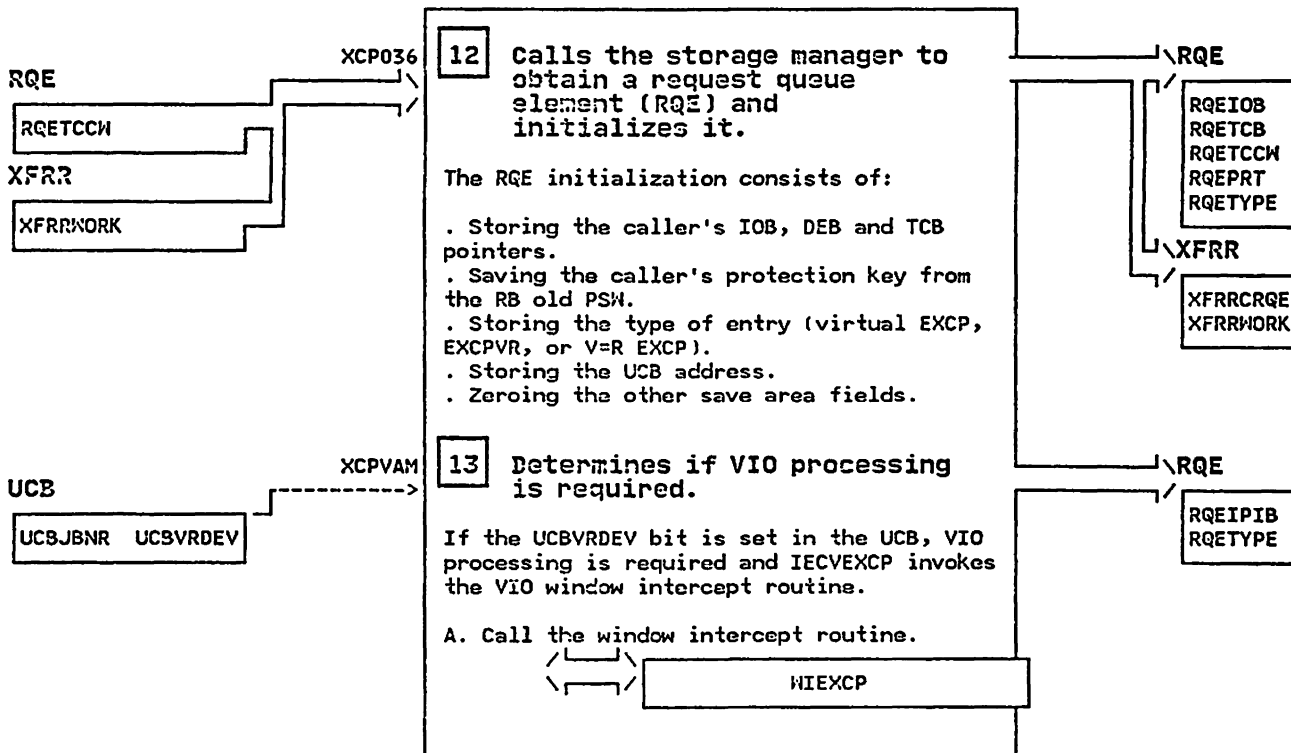 XCP036
RQE
RQETCCW
XFRR
XFRRWORK
12 Calls the storage manager to
obtain a request queue
element (RQE) and
initializes it.
The RQE initialization consists of:
. Storing the caller's IOB, DEB and TCB
pointers.
. Saving the caller's protection key from
the RB old PSW.
. Storing the type of entry (virtual EXCP,
EXCPVR, or V=R EXCP).
. Storing the UCB address.
. Zeroing the other save area fields.
RQE
RQEIOB
RQETCB
RQETCCW
RQEPRT
RQETYPE
XFRR
XFRRCRQE
XFRRWORK
XCPVAM
UCB
UCBJBNR UCBVRDEV
13 Determines if VIO processing
is required.
If the UCBVRDEV bit is set in the UCB, VIO
processing is required and IECVEXCP invokes
the VIO window intercept routine.
A. Call the window intercept routine.
WIEXCP
RQE
RQEIPIB
RQETYPE